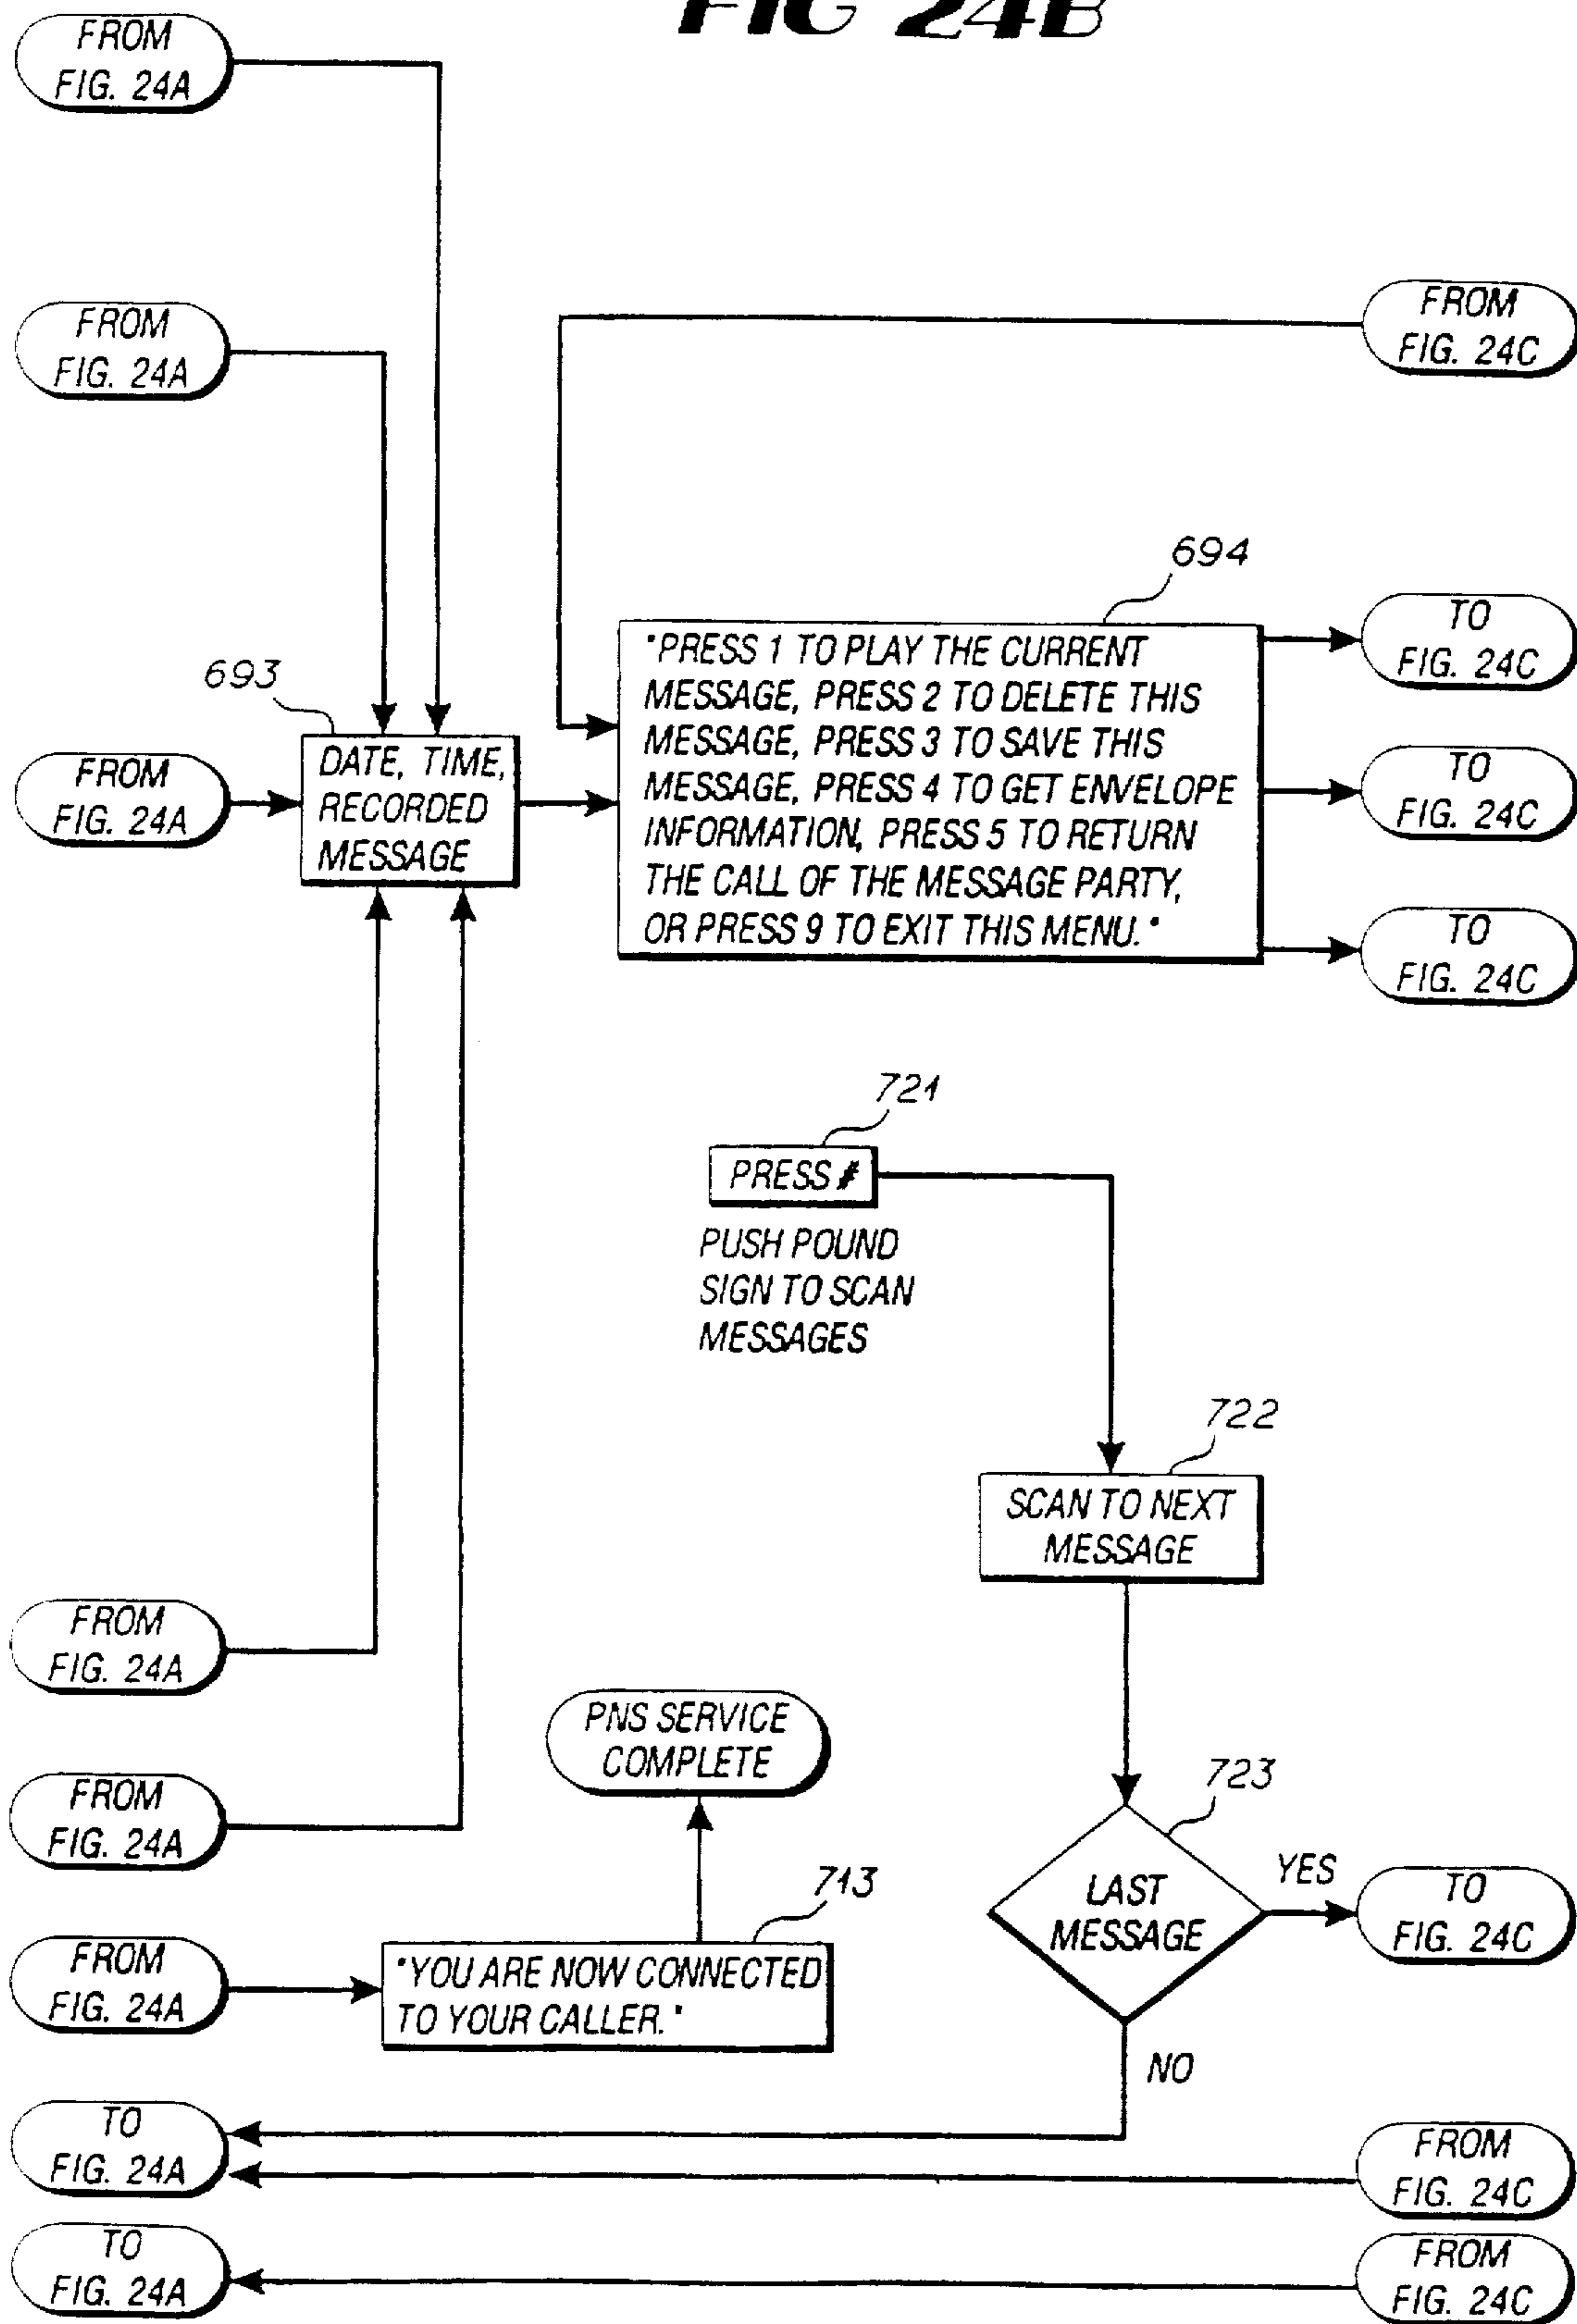 FIG 24B
FROM
FIG. 24A
FROM
FIG. 24A
FROM
FIG. 24C
694
"PRESS 1 TO PLAY THE CURRENT
MESSAGE, PRESS 2 TO DELETE THIS
MESSAGE, PRESS 3 TO SAVE THIS
MESSAGE, PRESS 4 TO GET ENVELOPE
INFORMATION, PRESS 5 TO RETURN
THE CALL OF THE MESSAGE PARTY,
OR PRESS 9 TO EXIT THIS MENU."
TO
FIG. 24C
TO
FIG. 24C
TO
FIG. 24C
693
FROM
FIG. 24A
DATE, TIME,
RECORDED
MESSAGE
721
PRESS #
PUSH POUND
SIGN TO SCAN
MESSAGES
722
SCAN TO NEXT
MESSAGE
FROM
FIG. 24A
PNS SERVICE
COMPLETE
723
LAST
MESSAGE
YES
TO
FIG. 24C
FROM
FIG. 24A
713
FROM
FIG. 24A
"YOU ARE NOW CONNECTED
TO YOUR CALLER."
NO
TO
FIG. 24A
FROM
FIG. 24C
TO
FIG. 24A
FROM
FIG. 24C